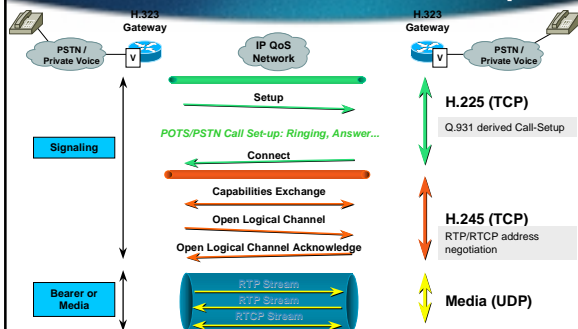 H.323
Gateway
H.323
Gateway
PSTN /
Private Voice
V
IP QoS
Network
V
PSTN /
Private Voice
Setup
H.225 (TCP)
Q.931 derived Call-Setup
POTS/PSTN Call Set-up: Ringing, Answer...
Signaling
Connect
Capabilities Exchange
Open Logical Channel
H.245 (TCP)
RTP/RTCP address
negotiation
Open Logical Channel Acknowledge
Bearer or
Media
RTP Stream
RTP Stream
RTCP Stream
Media (UDP)